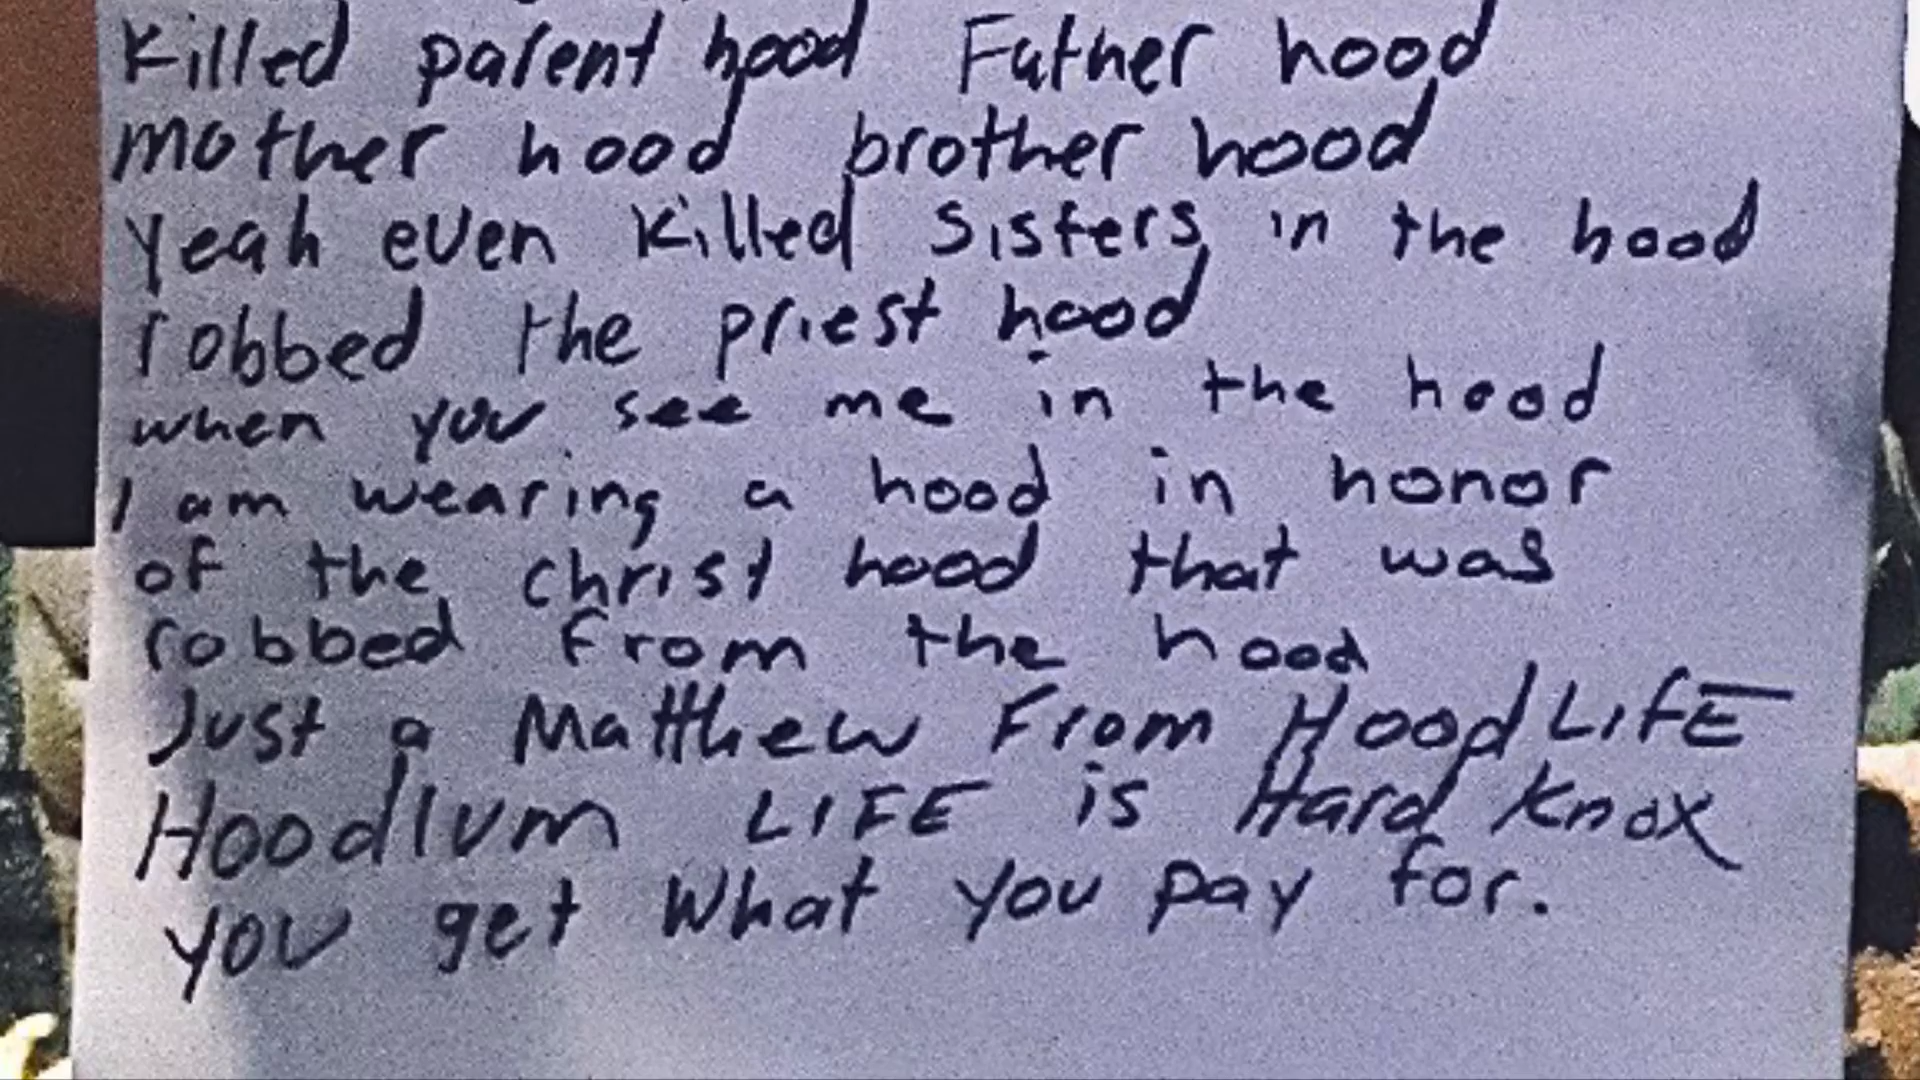 Killed parent hood Father hood
mother hood brother hood
yeah even killed sisters in the hood
robbed the priest hood
when you see me in the hood
I am wearing a hood in honor
of the christ hood that was
robbed from the hood
Just a Matthew From Hood LIFE
Hoodlum LIFE is Hard Knox
you get what you pay for.